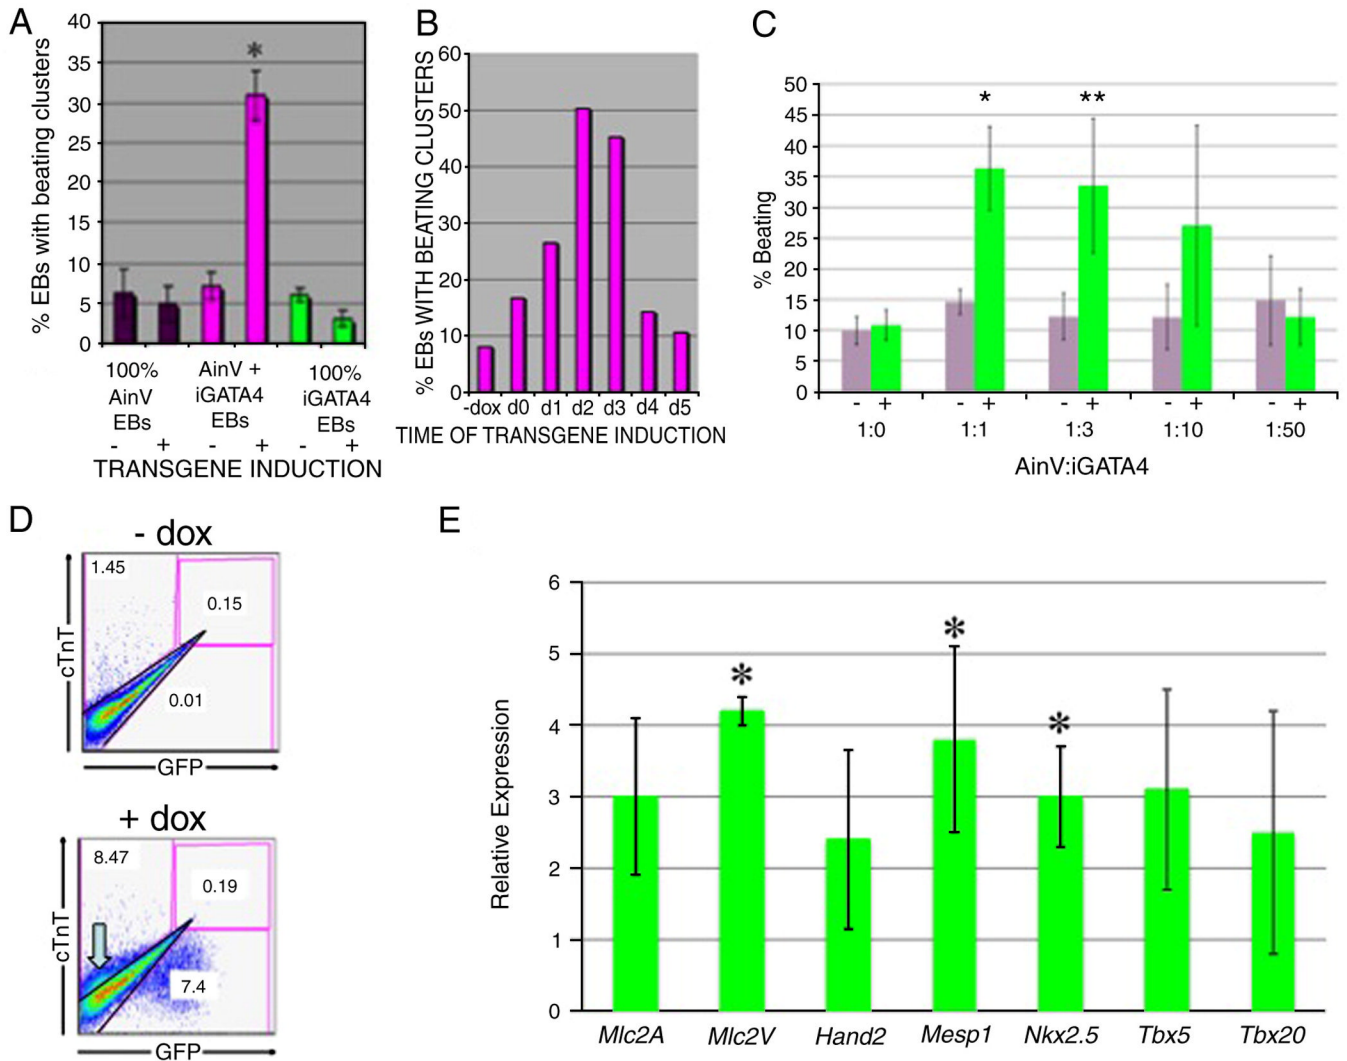 A
% EBs with beating clusters
40
35
30
25
20
15
10
5
0
*
100%
AinV
EBs
AinV +
iGATA4
EBs
100%
iGATA4
EBs
- + - + - +
TRANSGENE INDUCTION
B
% EBs WITH BEATING CLUSTERS
60
50
40
30
20
10
0
-dox d0 d1 d2 d3 d4 d5
TIME OF TRANSGENE INDUCTION
C
% Beating
50
45
40
35
30
25
20
15
10
5
0
* **
- + - + - + - + - +
1:0 1:1 1:3 1:10 1:50
AinV:iGATA4
D
- dox
1.45
0.15
0.01
cTnT
GFP
+ dox
8.47
0.19
7.4
cTnT
GFP
E
Relative Expression
6
5
4
3
2
1
0
* * *
Mlc2A Mlc2V Hand2 Mesp1 Nkx2.5 Tbx5 Tbx20